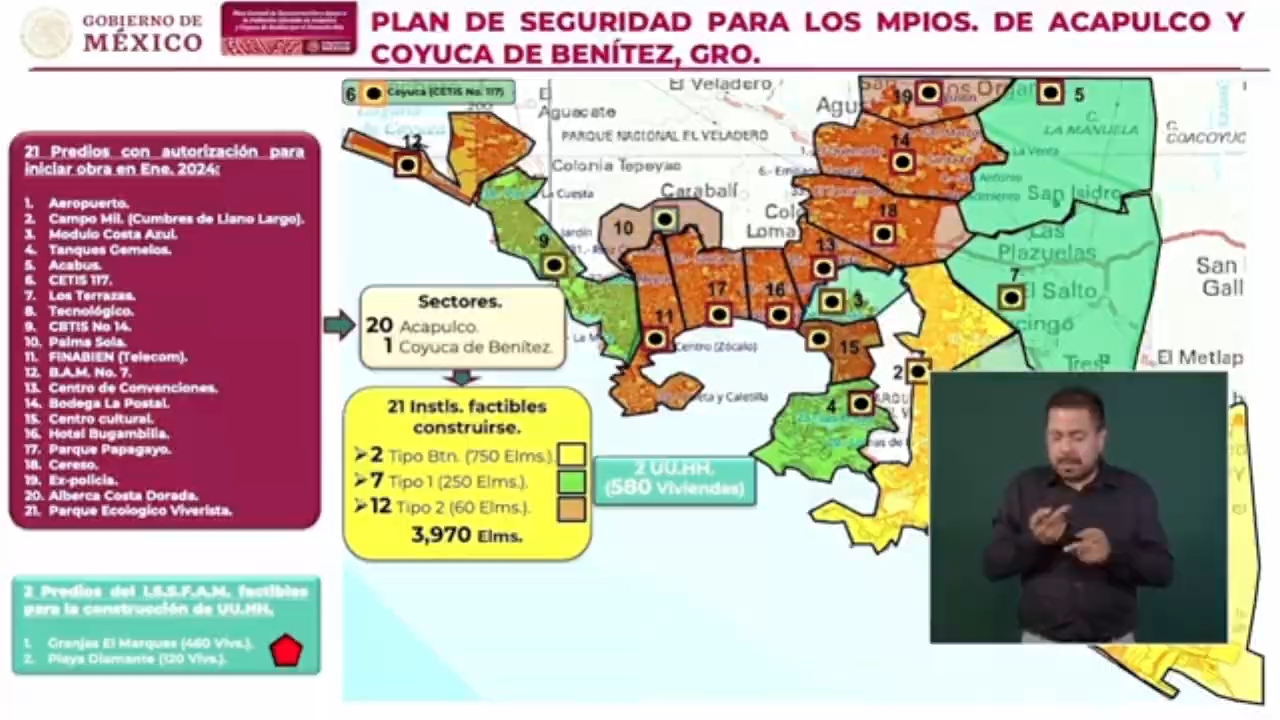 GOBIERNO DE
MÉXICO
PLAN DE SEGURIDAD PARA LOS MPIOS. DE ACAPULCO Y
COYUCA DE BENÍTEZ, GRO.
21 Predios con autorización para
iniciar obra en Ene. 2024:
1. Aeropuerto.
2. Campo Mil. (Cumbres de Llano Largo).
3. Modulo Costa Azul.
4. Tanques Gemelos.
5. Acabus.
6. CETIS 117.
7. Los Terrazas.
8. Tecnológico.
9. CBTIS No 14.
10. Palma Sola.
11. FINABIEN (Telecom).
12. B.A.M. No. 7.
13. Centro de Convenciones.
14. Bodega La Postal.
15. Centro cultural.
16. Hotel Bugambilia.
17. Parque Papagayo.
18. Cereso.
19. Ex-policia.
20. Alberca Costa Dorada.
21. Parque Ecologico Viverista.
2 Predios del I.S.S.F.A.M. factibles
para la construcción de UU.HH.
1. Granjas El Marques (460 Vivs.).
2. Playa Diamante (120 Vivs.).
Sectores.
20 Acapulco.
1 Coyuca de Benítez.
21 Instls. factibles
construirse.
2 Tipo Btn. (750 Elms.).
7 Tipo 1 (250 Elms.).
12 Tipo 2 (60 Elms.).
3,970 Elms.
2 UU.HH.
(580 Viviendas)
6 Coyuca (CETIS No. 117)
200
El Veladero
Aguacate
PARQUE NACIONAL EL VELADERO
Colonia Tepeyac
La Cuesta
Carabalí
Jardín
Loma
Centro (Zócalo)
y Caletilla
La Venta
C.
LA MANUELA
C.
COACOYUC
San Isidro
Las
Plazuelas
El Salto
San
Gall
Tres
El Metlap
12
10
9
11
17
16
13
18
14
19
5
7
3
15
2
4